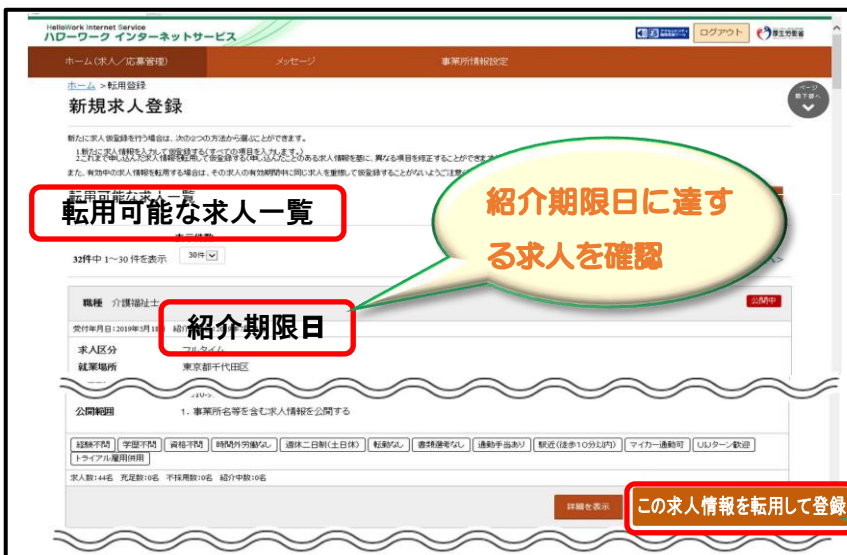 HelloWork Internet Service
ハローワーク インターネットサービス
ログアウト
厚生労働省
ホーム(求人/応募管理)
メッセージ
事業所情報設定
ホーム >転用登録
ページ
最下部へ
新規求人登録
新たに求人仮登録を行う場合は、次の2つの方法から選ぶことができます。
1.新たに求人情報を入力して仮登録する(すべての項目を入力します。)
2.これまで申し込んだ求人情報を転用して仮登録する(申し込んだことのある求人情報を基に、異なる項目を修正することができま
また、有効中の求人情報を転用する場合は、その求人の有効期間中に同じ求人を重複して仮登録することがないようご注意
転用可能な求人一覧
紹介期限日に達す
る求人を確認
32件中 1～30 件を表示
30件
職種 介護福祉士
公開中
受付年月日:2019年3月18日
紹介期限日
求人区分 フルタイム
就業場所 東京都千代田区
公開範囲 1. 事業所名等を含む求人情報を公開する
経験不問 学歴不問 資格不問 時間外労働なし 週休二日制(土日休) 転勤なし 書類選考なし 通勤手当あり 駅近(徒歩10分以内) マイカー通勤可 UIJターン歓迎
トライアル雇用併用
求人数:44名 充足数:0名 不採用数:0名 紹介中数:0名
詳細を表示
この求人情報を転用して登録